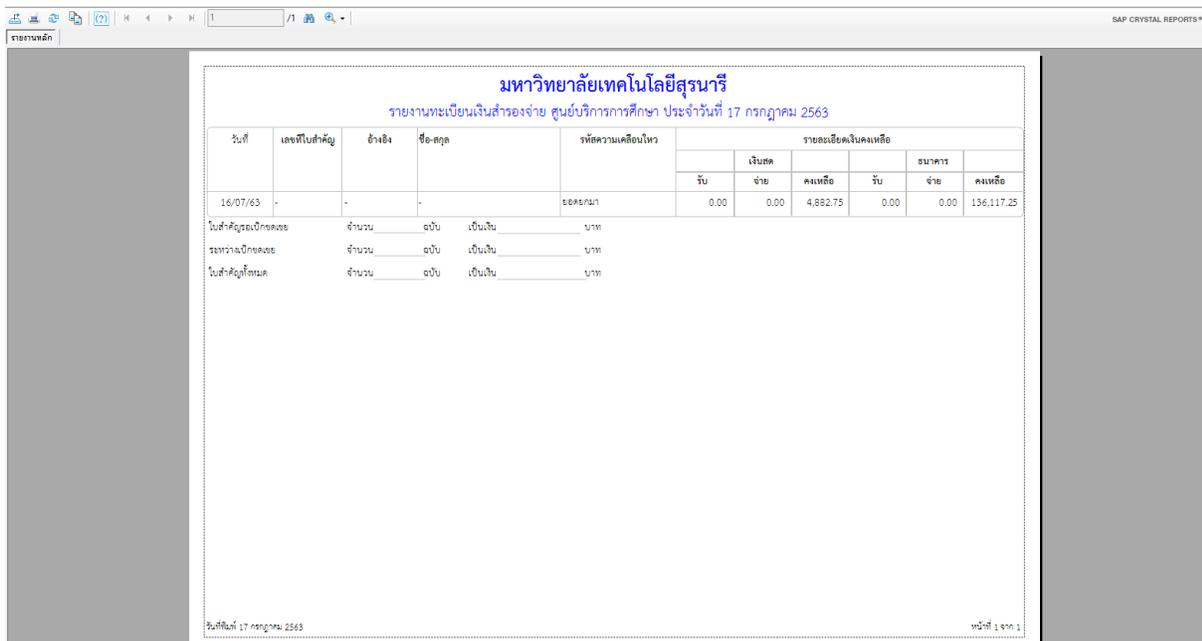 1 /1
SAP CRYSTAL REPORTS®
รายงานหลัก
มหาวิทยาลัยเทคโนโลยีสุรนารี
รายงานทะเบียนเงินสำรองจ่าย ศูนย์บริการการศึกษา ประจำวันที่ 17 กรกฎาคม 2563
วันที่ เลขที่ใบสำคัญ อ้างอิง ชื่อ-สกุล รหัสความเคลื่อนไหว รายละเอียดเงินคงเหลือ
เงินสด ธนาคาร
รับ จ่าย คงเหลือ รับ จ่าย คงเหลือ
16/07/63 - - - ยอดยกมา 0.00 0.00 4,882.75 0.00 0.00 136,117.25
ใบสำคัญรอเบิกชดเชย จำนวน ฉบับ เป็นเงิน บาท
ระหว่างเบิกชดเชย จำนวน ฉบับ เป็นเงิน บาท
ใบสำคัญทั้งหมด จำนวน ฉบับ เป็นเงิน บาท
วันที่พิมพ์ 17 กรกฎาคม 2563 หน้าที่ 1 จาก 1